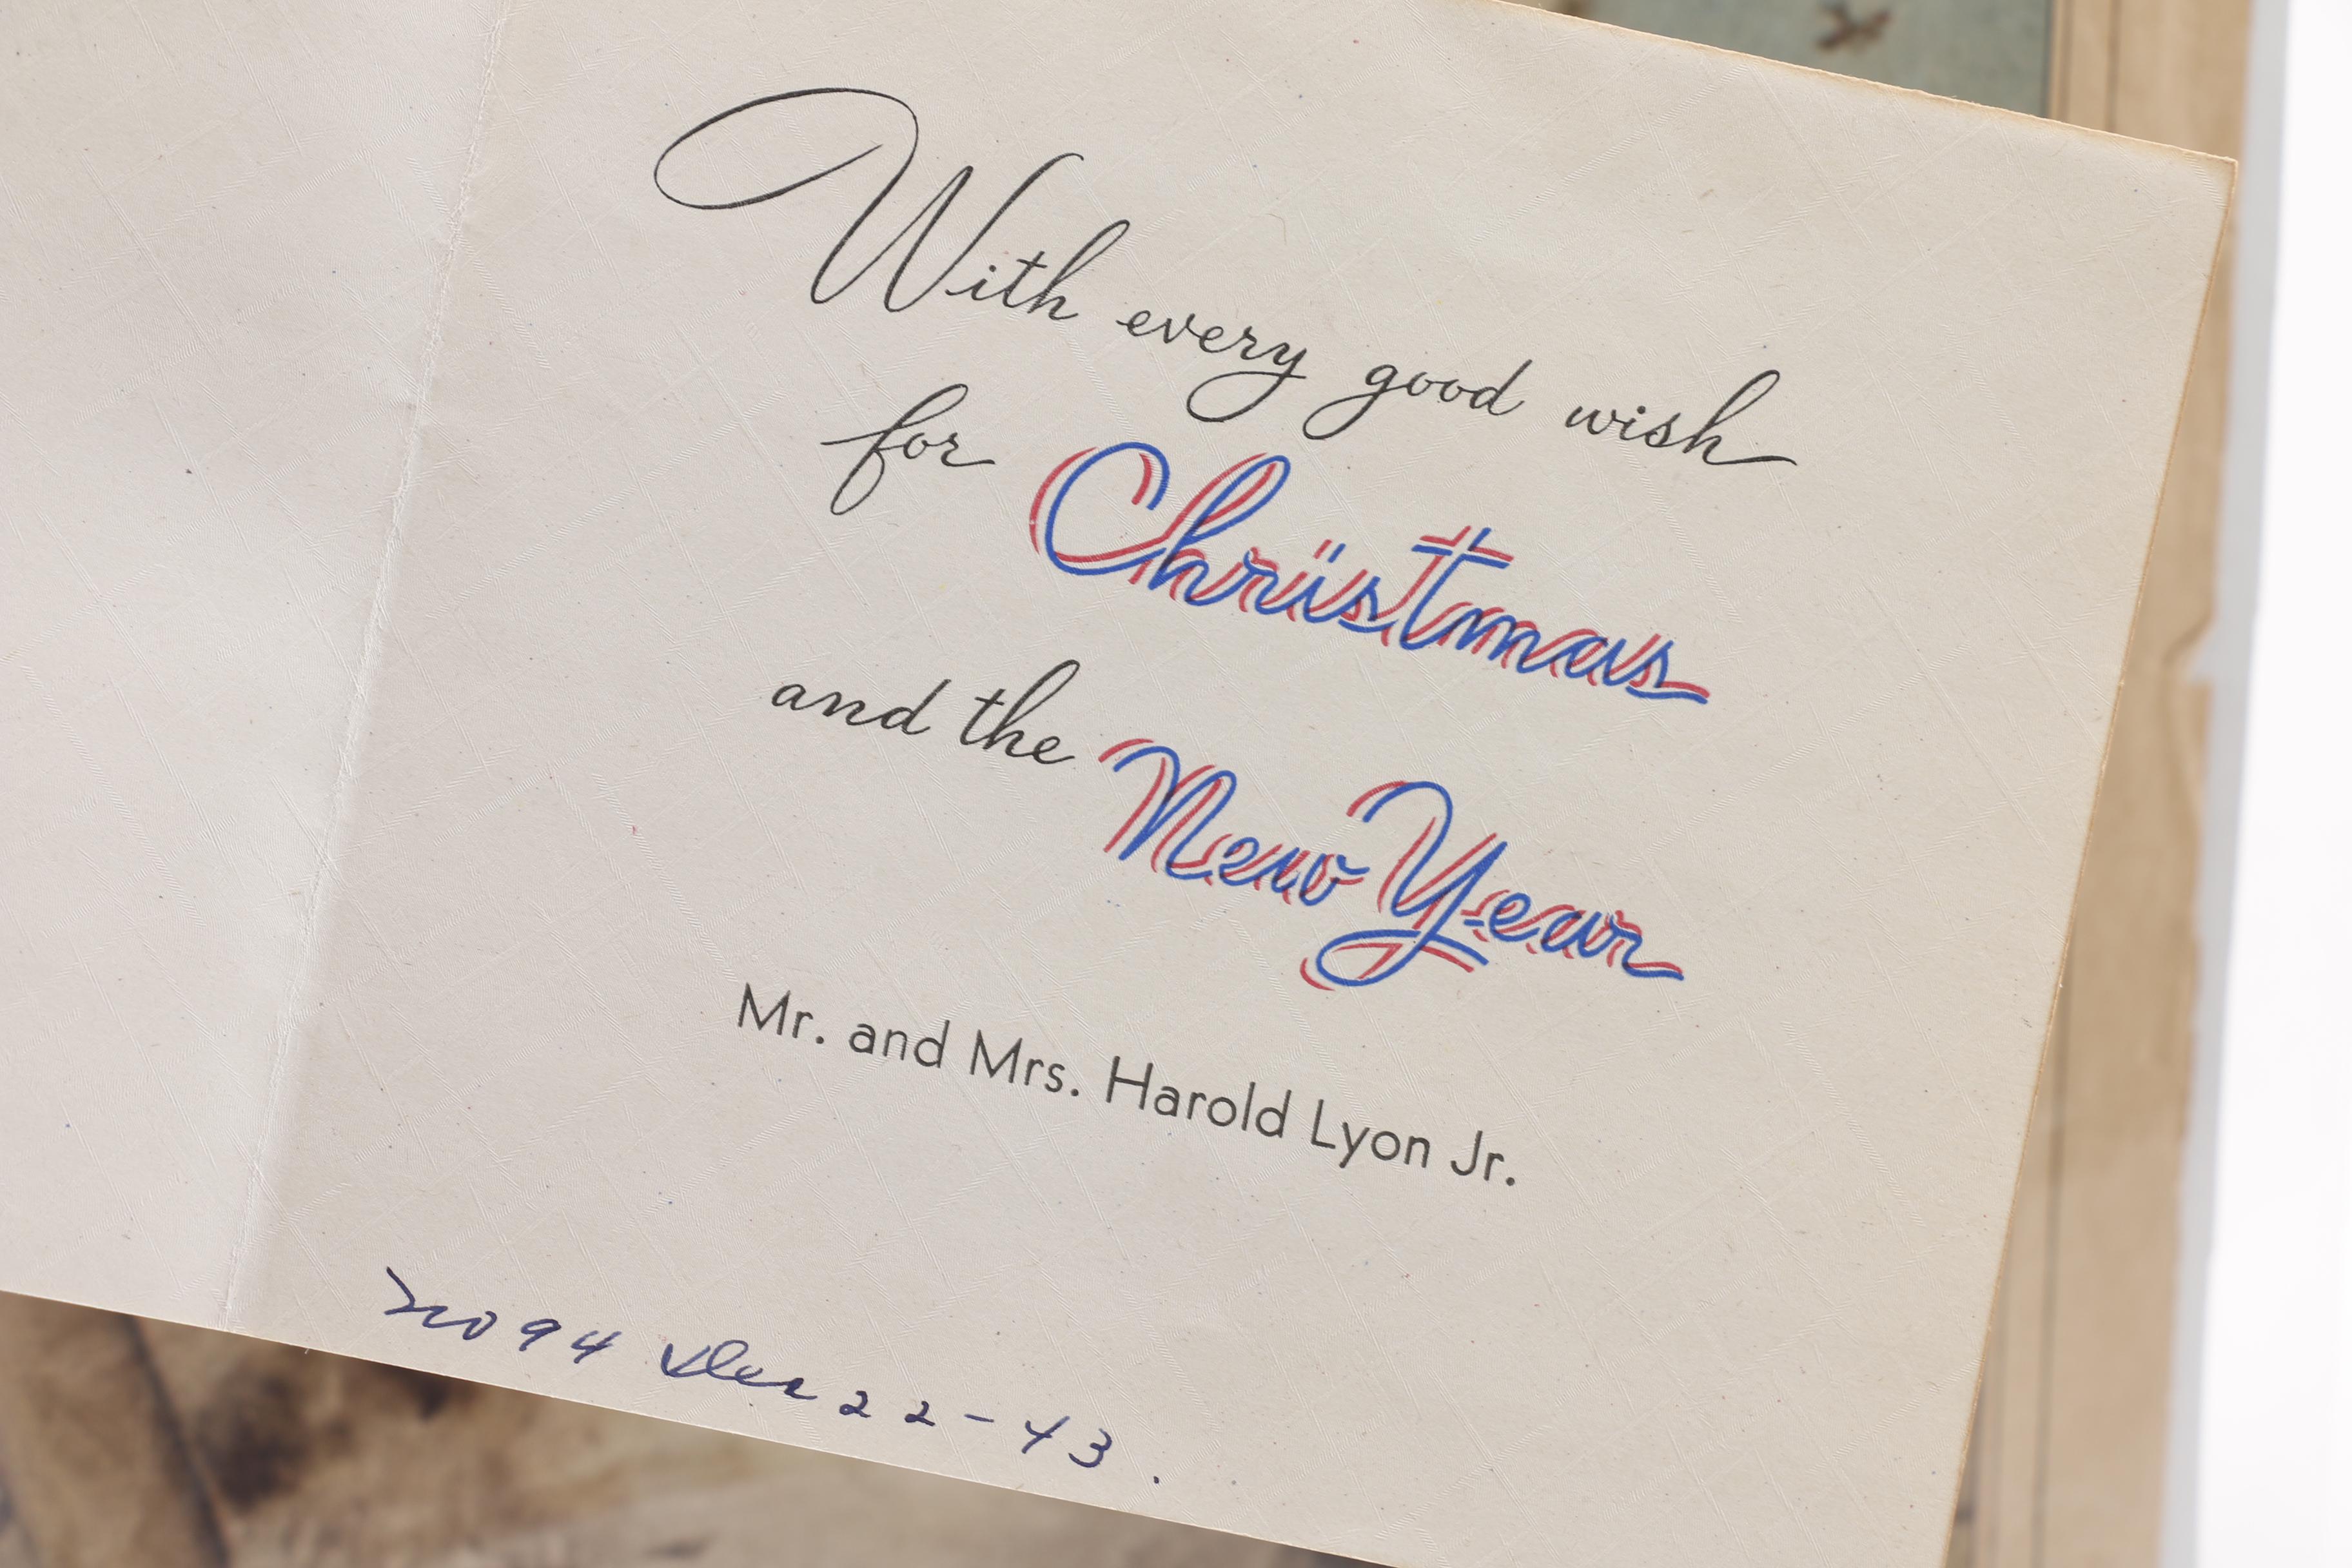 With every good wish
for Christmas
and the New Year
Mr. and Mrs. Harold Lyon Jr.
No 94 Dec 22-43.